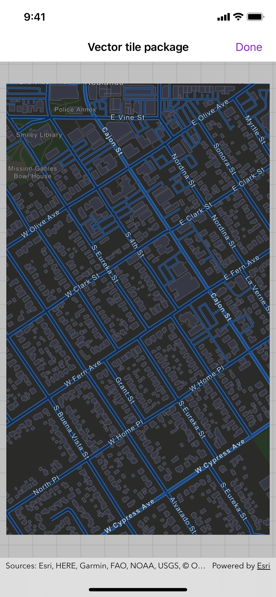 9:41
Vector tile package
Done
Police Annex
E Vine St
E Olive Ave
Myrtle St
Smiley Library
Cajon St
Sonora St
Nordina St
E Clark St
Mission Gables
Bowl House
W Olive Ave
E Clark St
Nordina St
S 4th St
S Eureka St
E Fern Ave
La Verne St
W Clark St
Cajon St
W Fern Ave
W Home Pl
Grant St
S Buena Vista St
W Home Pl
S Eureka St
W Cypress Ave
North Pl
S Eureka St
W Cypress Ave
Alvarado St
Sources: Esri, HERE, Garmin, FAO, NOAA, USGS, © O...
Powered by Esri